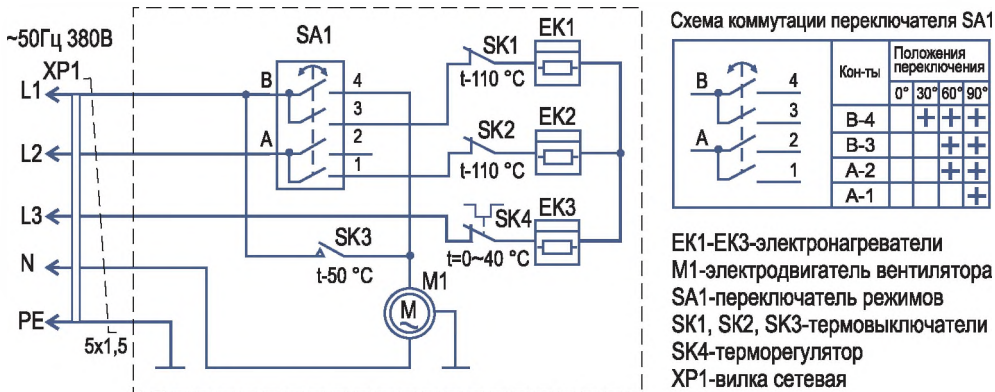 ~50Гц 380В
XP1
L1
L2
L3
N
PE
5x1,5
SA1
B
4
3
A
2
1
SK1
t-110 °C
EK1
SK2
t-110 °C
EK2
SK4
t=0~40 °C
EK3
SK3
t-50 °C
M1
M
Схема коммутации переключателя SA1
B
4
3
A
2
1
Кон-ты
Положения
переключения
0° 30° 60° 90°
B-4 + + +
B-3 + +
A-2 + +
A-1 +
EK1-EK3-электронагреватели
M1-электродвигатель вентилятора
SA1-переключатель режимов
SK1, SK2, SK3-термовыключатели
SK4-терморегулятор
XP1-вилка сетевая